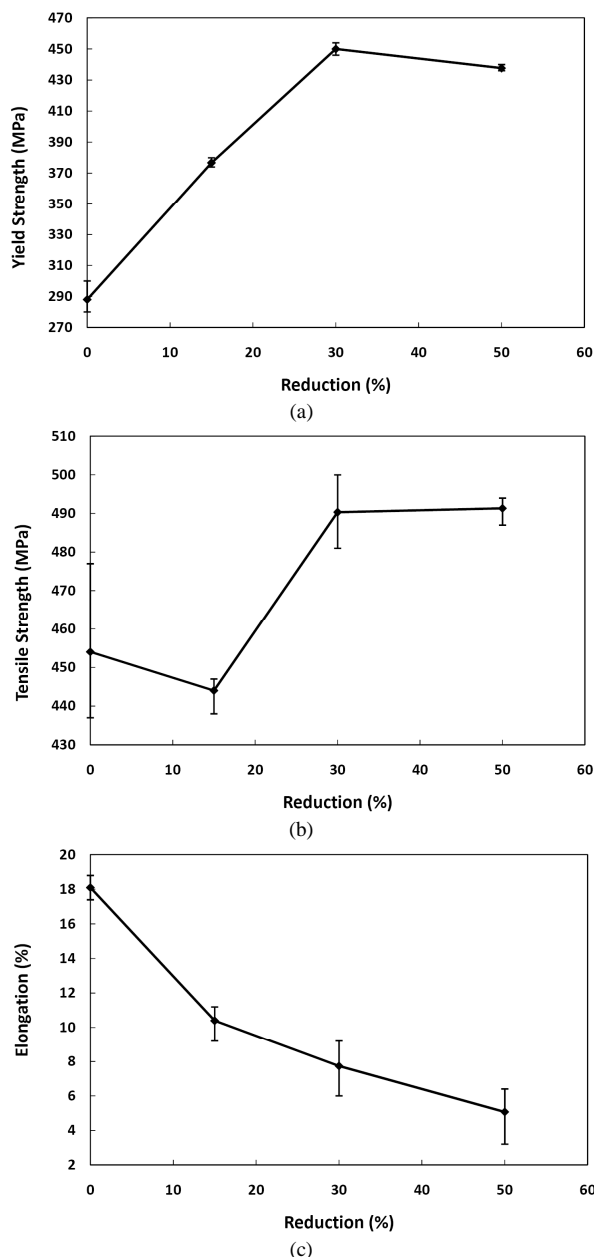 470
450
430
410
390
370
350
330
310
290
270
Yield Strength (MPa)
0 10 20 30 40 50 60
Reduction (%)
(a)
510
500
490
480
470
460
450
440
430
Tensile Strength (MPa)
0 10 20 30 40 50 60
Reduction (%)
(b)
20
18
16
14
12
10
8
6
4
2
Elongation (%)
0 10 20 30 40 50 60
Reduction (%)
(c)